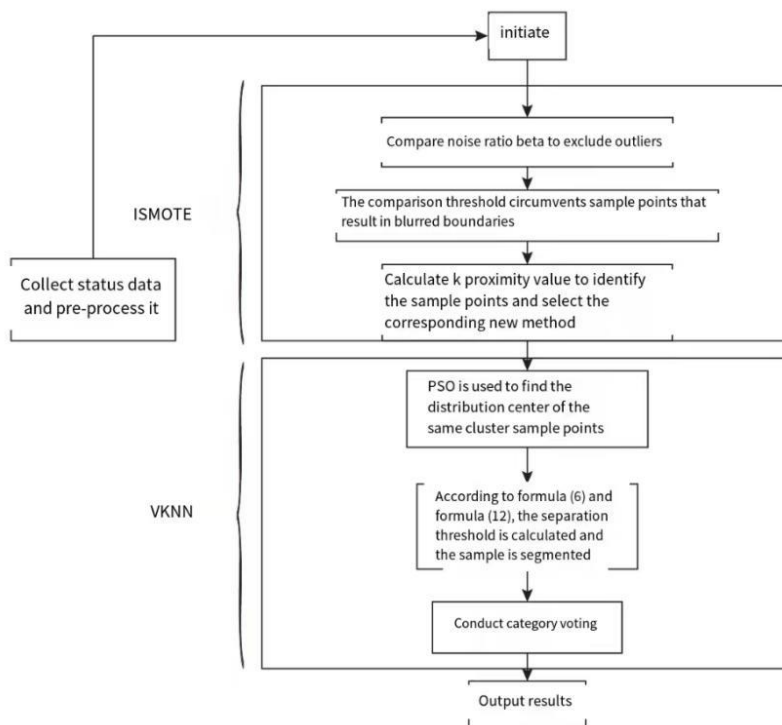 initiate
Compare noise ratio beta to exclude outliers
The comparison threshold circumvents sample points that
result in blurred boundaries
ISMOTE
Collect status data
and pre-process it
Calculate k proximity value to identify
the sample points and select the
corresponding new method
PSO is used to find the
distribution center of the
same cluster sample points
VKNN
According to formula (6) and
formula (12), the separation
threshold is calculated and
the sample is segmented
Conduct category voting
Output results